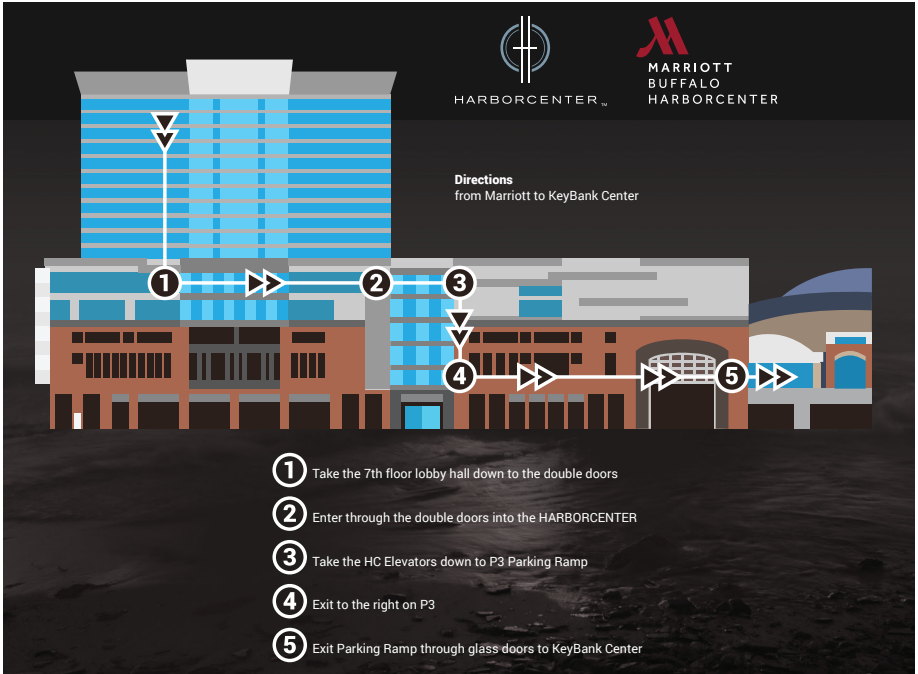 HARBORCENTER™
MARRIOTT
BUFFALO
HARBORCENTER
Directions
from Marriott to KeyBank Center
1
2
3
4
5
1 Take the 7th floor lobby hall down to the double doors
2 Enter through the double doors into the HARBORCENTER
3 Take the HC Elevators down to P3 Parking Ramp
4 Exit to the right on P3
5 Exit Parking Ramp through glass doors to KeyBank Center